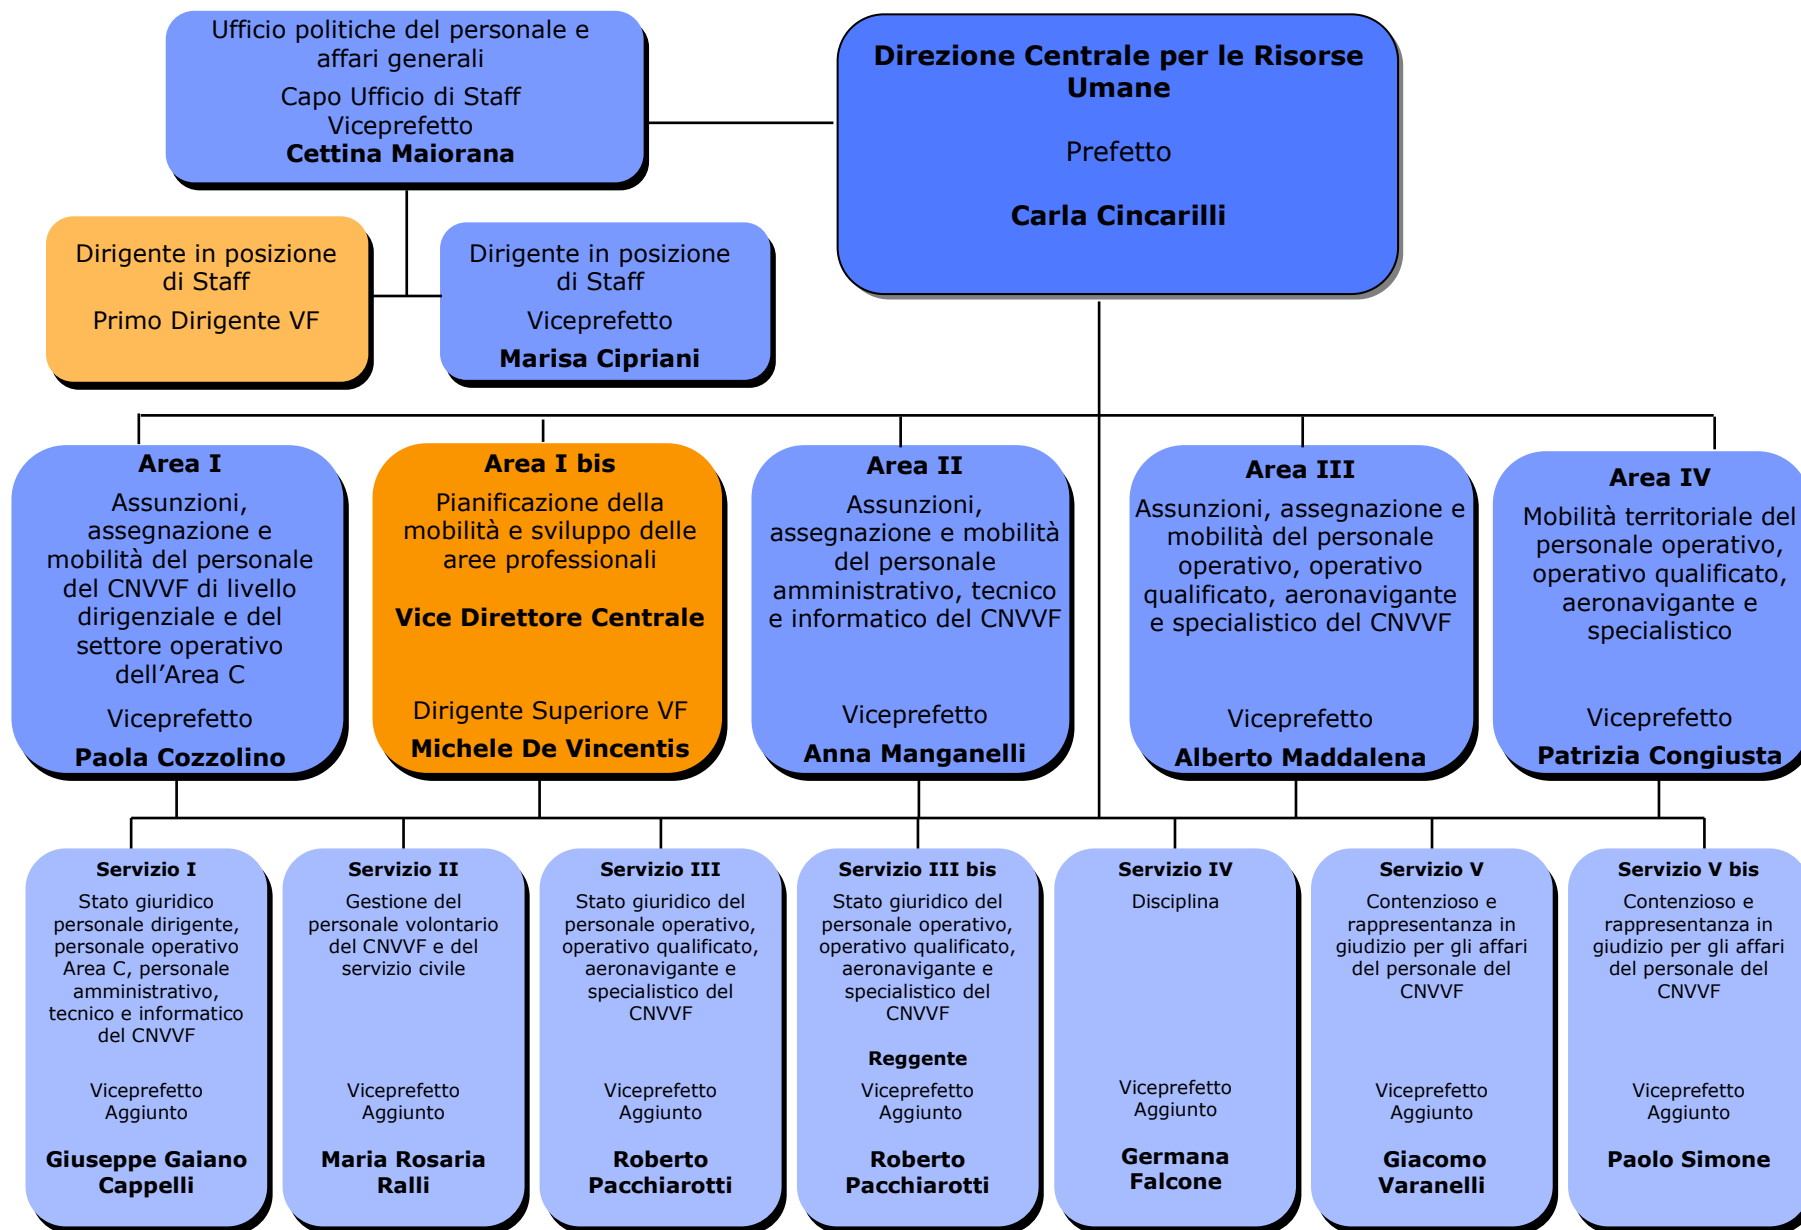 Ufficio politiche del personale e
affari generali
Capo Ufficio di Staff
Viceprefetto
Cettina Maiorana
Direzione Centrale per le Risorse
Umane
Prefetto
Carla Cincarilli
Dirigente in posizione
di Staff
Primo Dirigente VF
Dirigente in posizione
di Staff
Viceprefetto
Marisa Cipriani
Area I
Assunzioni,
assegnazione e
mobilità del personale
del CNVVF di livello
dirigenziale e del
settore operativo
dell’Area C
Viceprefetto
Paola Cozzolino
Area I bis
Pianificazione della
mobilità e sviluppo delle
aree professionali
Vice Direttore Centrale
Dirigente Superiore VF
Michele De Vincentis
Area II
Assunzioni,
assegnazione e mobilità
del personale
amministrativo, tecnico
e informatico del CNVVF
Viceprefetto
Anna Manganelli
Area III
Assunzioni, assegnazione e
mobilità del personale
operativo, operativo
qualificato, aeronavigante
e specialistico del CNVVF
Viceprefetto
Alberto Maddalena
Area IV
Mobilità territoriale del
personale operativo,
operativo qualificato,
aeronavigante e
specialistico
Viceprefetto
Patrizia Congiusta
Servizio I
Stato giuridico
personale dirigente,
personale operativo
Area C, personale
amministrativo,
tecnico e informatico
del CNVVF
Viceprefetto
Aggiunto
Giuseppe Gaiano
Cappelli
Servizio II
Gestione del
personale volontario
del CNVVF e del
servizio civile
Viceprefetto
Aggiunto
Maria Rosaria
Ralli
Servizio III
Stato giuridico del
personale operativo,
operativo qualificato,
aeronavigante e
specialistico del
CNVVF
Viceprefetto
Aggiunto
Roberto
Pacchiarotti
Servizio III bis
Stato giuridico del
personale operativo,
operativo qualificato,
aeronavigante e
specialistico del
CNVVF
Reggente
Viceprefetto
Aggiunto
Roberto
Pacchiarotti
Servizio IV
Disciplina
Viceprefetto
Aggiunto
Germana
Falcone
Servizio V
Contenzioso e
rappresentanza in
giudizio per gli affari
del personale del
CNVVF
Viceprefetto
Aggiunto
Giacomo
Varanelli
Servizio V bis
Contenzioso e
rappresentanza in
giudizio per gli affari
del personale del
CNVVF
Viceprefetto
Aggiunto
Paolo Simone